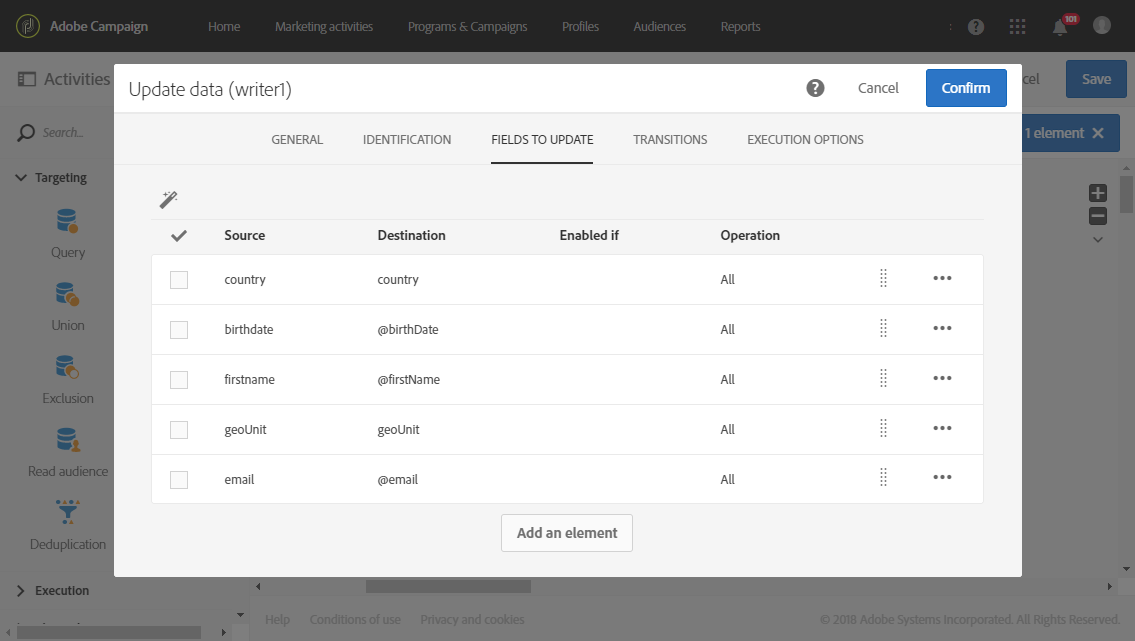 Adobe Campaign Home Marketing activities Programs & Campaigns Profiles Audiences Reports 101
Activities
Update data (writer1) Cancel Confirm
Save
Search...
1 element
GENERAL IDENTIFICATION FIELDS TO UPDATE TRANSITIONS EXECUTION OPTIONS
Targeting
Query
Union
Exclusion
Read audience
Deduplication
Execution
Source Destination Enabled if Operation
country country All
birthdate @birthDate All
firstname @firstName All
geoUnit geoUnit All
email @email All
Add an element
Help Conditions of use Privacy and cookies © 2018 Adobe Systems Incorporated. All Rights Reserved.